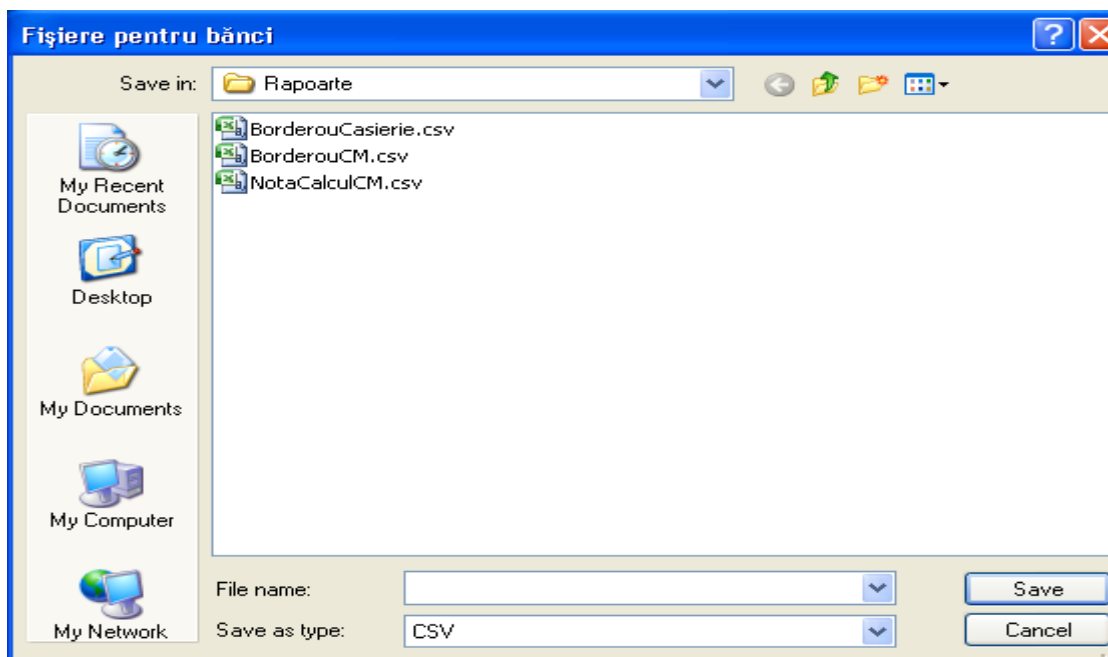 Fişiere pentru bănci
Save in:
Rapoarte
BorderouCasierie.csv
BorderouCM.csv
NotaCalculCM.csv
My Recent
Documents
Desktop
My Documents
My Computer
My Network
File name:
Save
Save as type:
CSV
Cancel